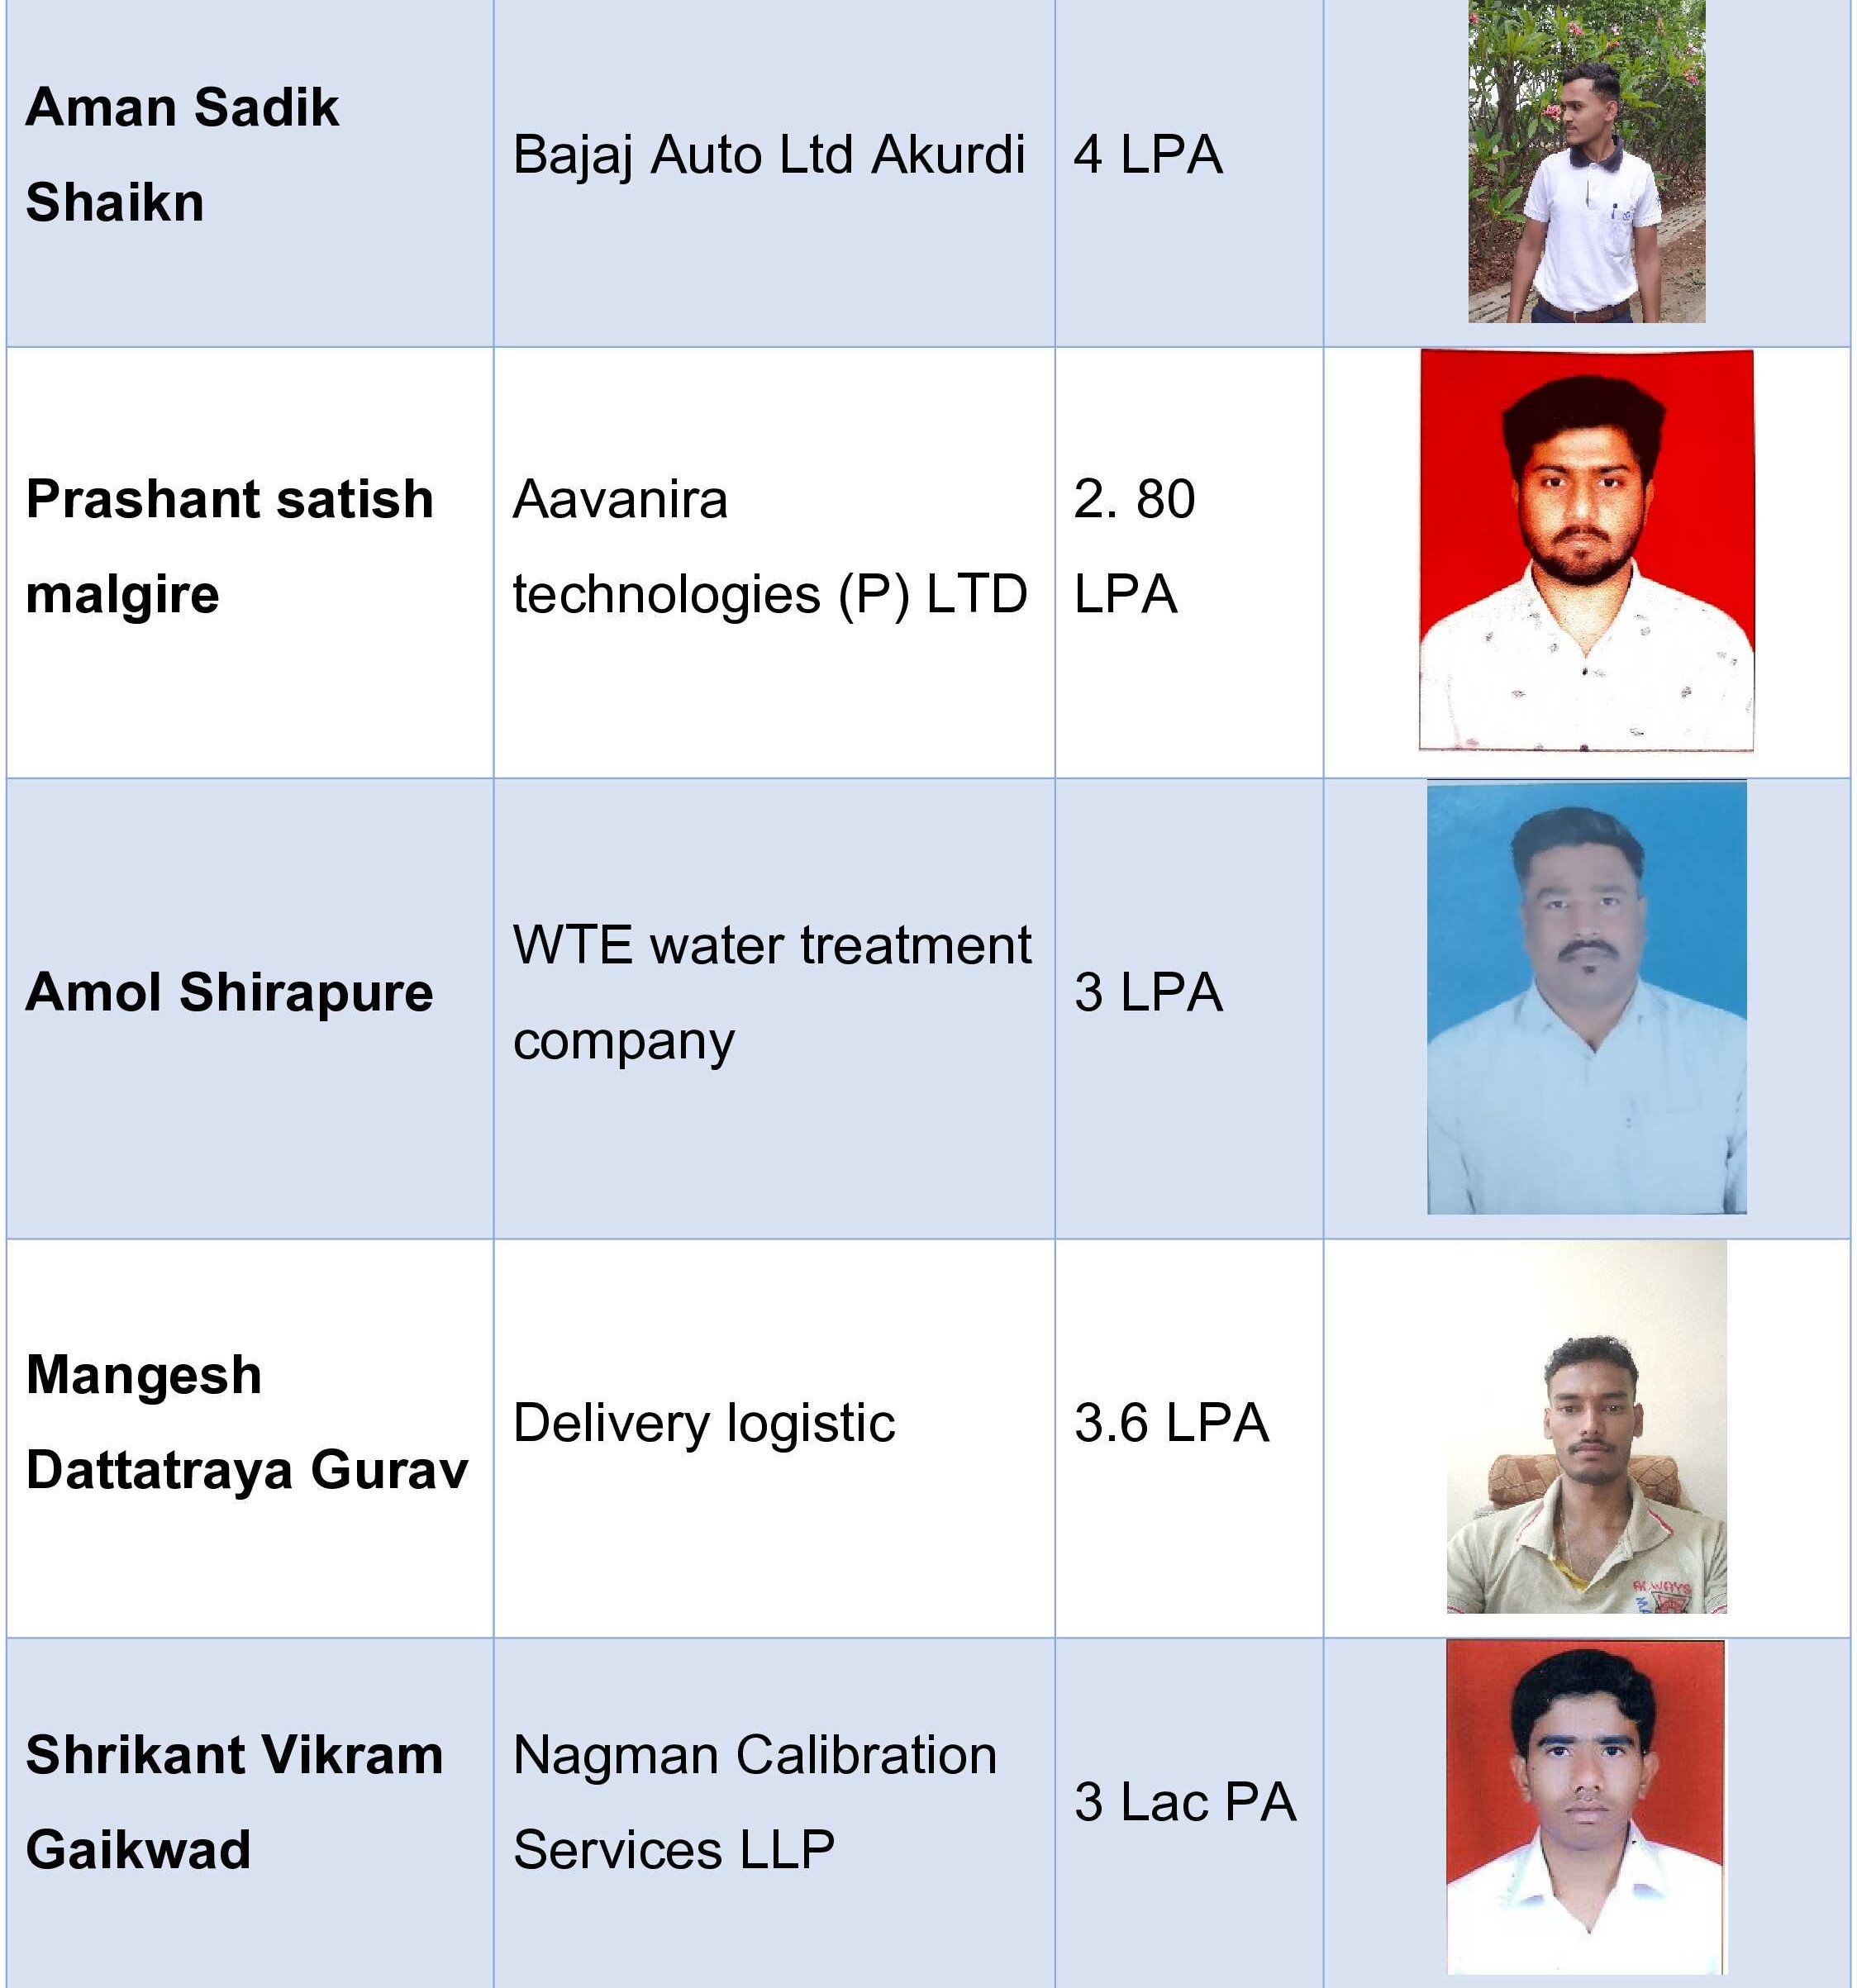 Aman Sadik
Shaikn
Bajaj Auto Ltd Akurdi
4 LPA
Prashant satish
malgire
Aavanira
technologies (P) LTD
2. 80
LPA
Amol Shirapure
WTE water treatment
company
3 LPA
Mangesh
Dattatraya Gurav
Delivery logistic
3.6 LPA
ALWAYS
Shrikant Vikram
Gaikwad
Nagman Calibration
Services LLP
3 Lac PA